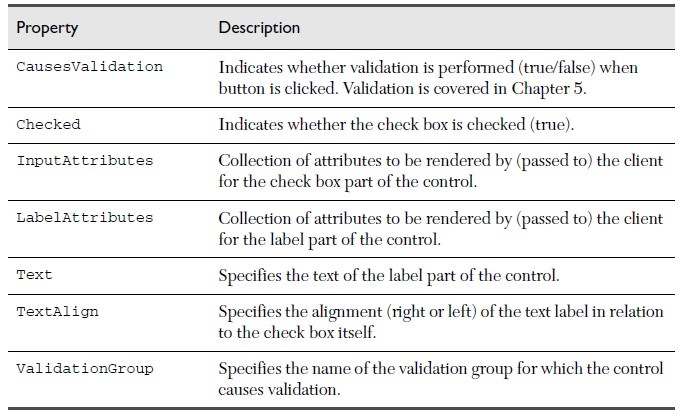 Property Description
CausesValidation Indicates whether validation is performed (true/false) when
button is clicked. Validation is covered in Chapter 5.
Checked Indicates whether the check box is checked (true).
InputAttributes Collection of attributes to be rendered by (passed to) the client
for the check box part of the control.
LabelAttributes Collection of attributes to be rendered by (passed to) the client
for the label part of the control.
Text Specifies the text of the label part of the control.
TextAlign Specifies the alignment (right or left) of the text label in relation
to the check box itself.
ValidationGroup Specifies the name of the validation group for which the control
causes validation.